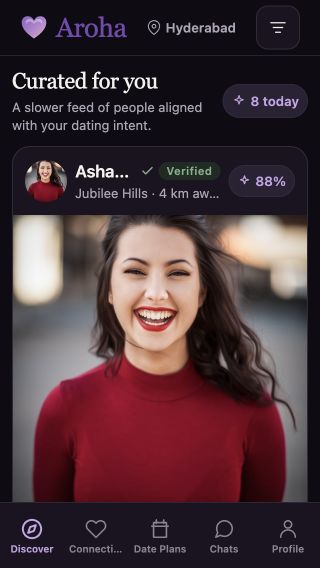 Aroha
Hyderabad
Curated for you
A slower feed of people aligned
with your dating intent.
8 today
Asha...
Verified
Jubilee Hills · 4 km aw...
88%
Discover
Connecti...
Date Plans
Chats
Profile